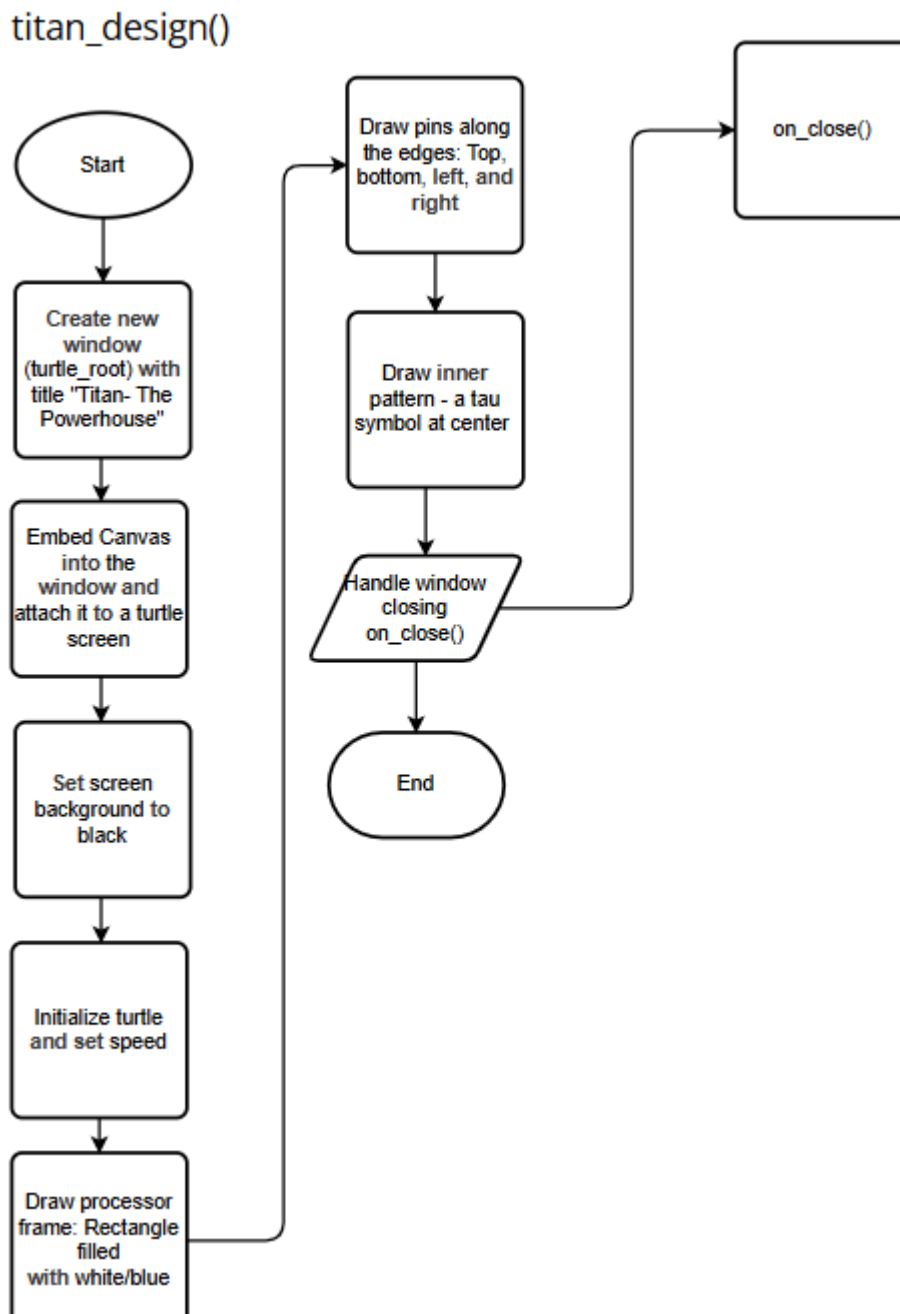 titan_design()
Start
Create new
window
(turtle_root) with
title "Titan- The
Powerhouse"
Embed Canvas
into the
window and
attach it to a turtle
screen
Set screen
background to
black
Initialize turtle
and set speed
Draw processor
frame: Rectangle
filled
with white/blue
Draw pins along
the edges: Top,
bottom, left, and
right
Draw inner
pattern - a tau
symbol at center
Handle window
closing
on_close()
End
on_close()